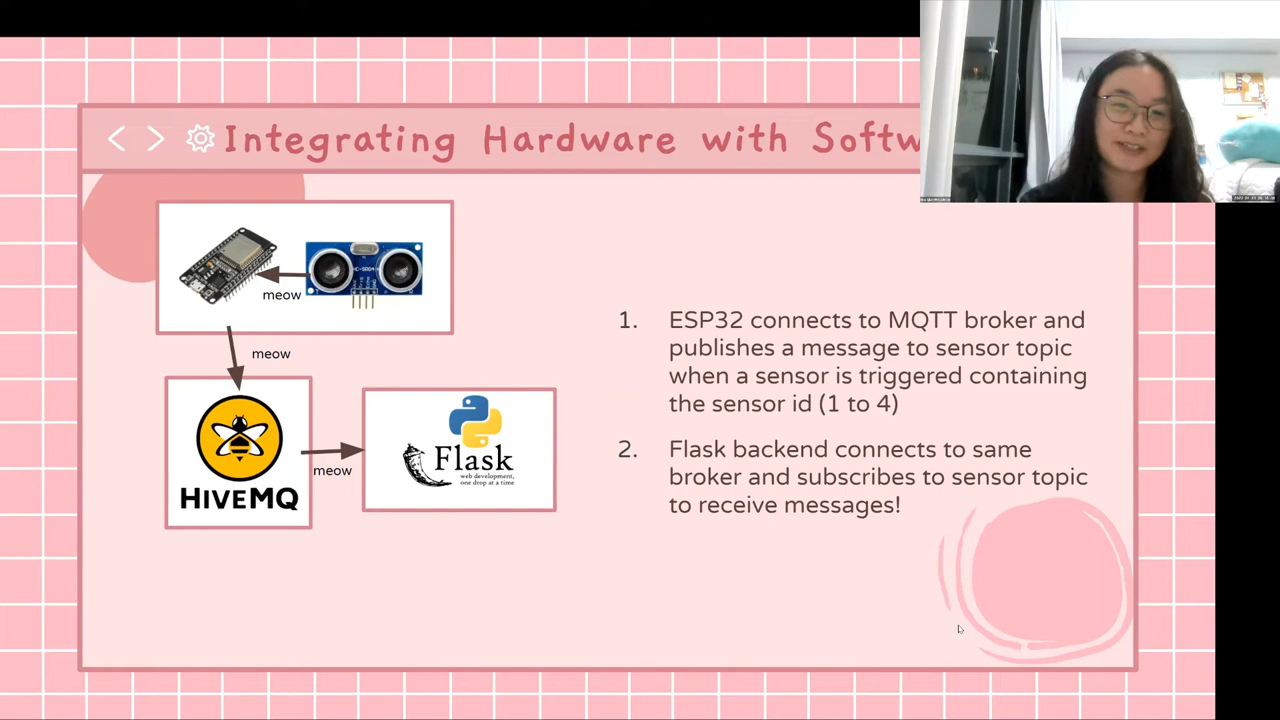 Integrating Hardware with Softw
meow
HC-SR04
meow
HIVEMQ
meow
Flask
web development,
one drop at a time
1. ESP32 connects to MQTT broker and
publishes a message to sensor topic
when a sensor is triggered containing
the sensor id (1 to 4)
2. Flask backend connects to same
broker and subscribes to sensor topic
to receive messages!